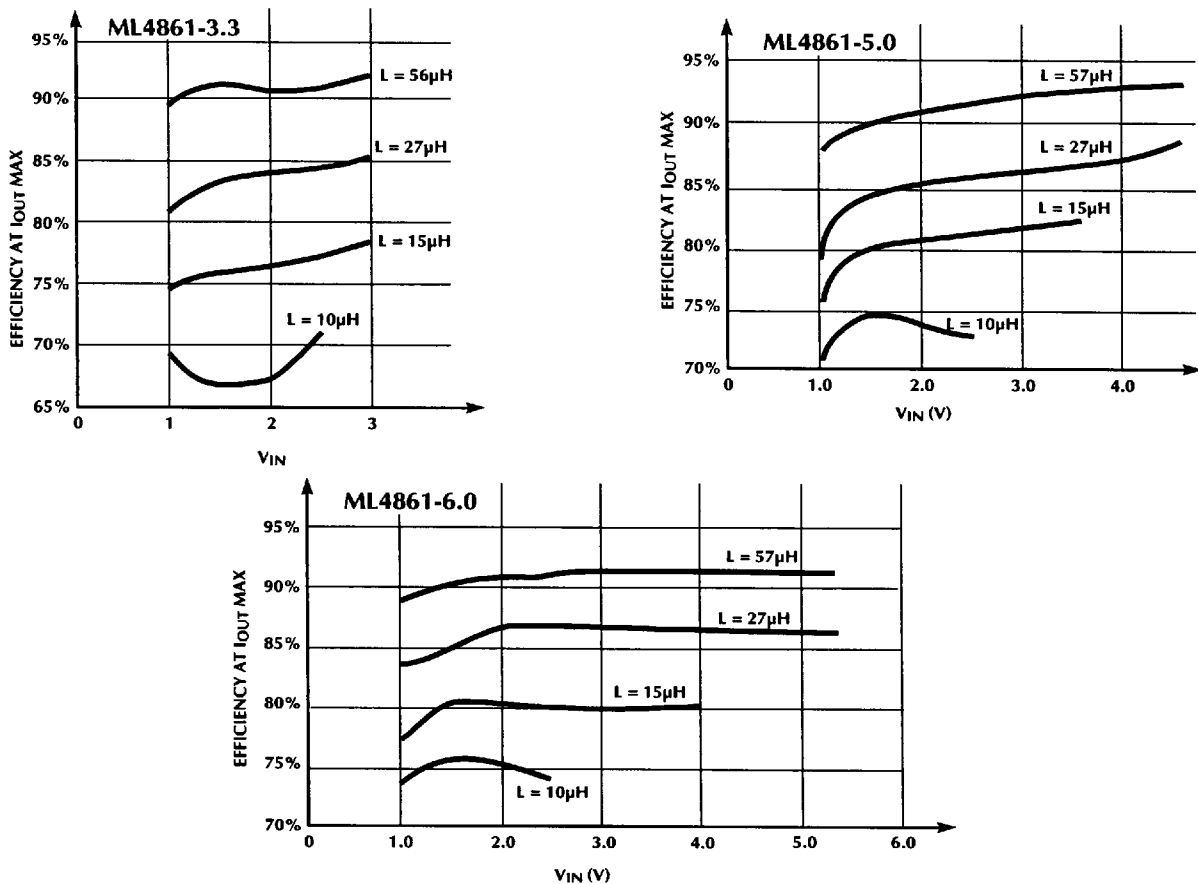 ML4861-3.3
95%
90%
85%
80%
75%
70%
65%
EFFICIENCY AT IOUT MAX
L = 56µH
L = 27µH
L = 15µH
L = 10µH
0
1
2
3
VIN
ML4861-5.0
95%
90%
85%
80%
75%
70%
EFFICIENCY AT IOUT MAX
L = 57µH
L = 27µH
L = 15µH
L = 10µH
0
1.0
2.0
3.0
4.0
VIN (V)
ML4861-6.0
95%
90%
85%
80%
75%
70%
EFFICIENCY AT IOUT MAX
L = 57µH
L = 27µH
L = 15µH
L = 10µH
0
1.0
2.0
3.0
4.0
5.0
6.0
VIN (V)